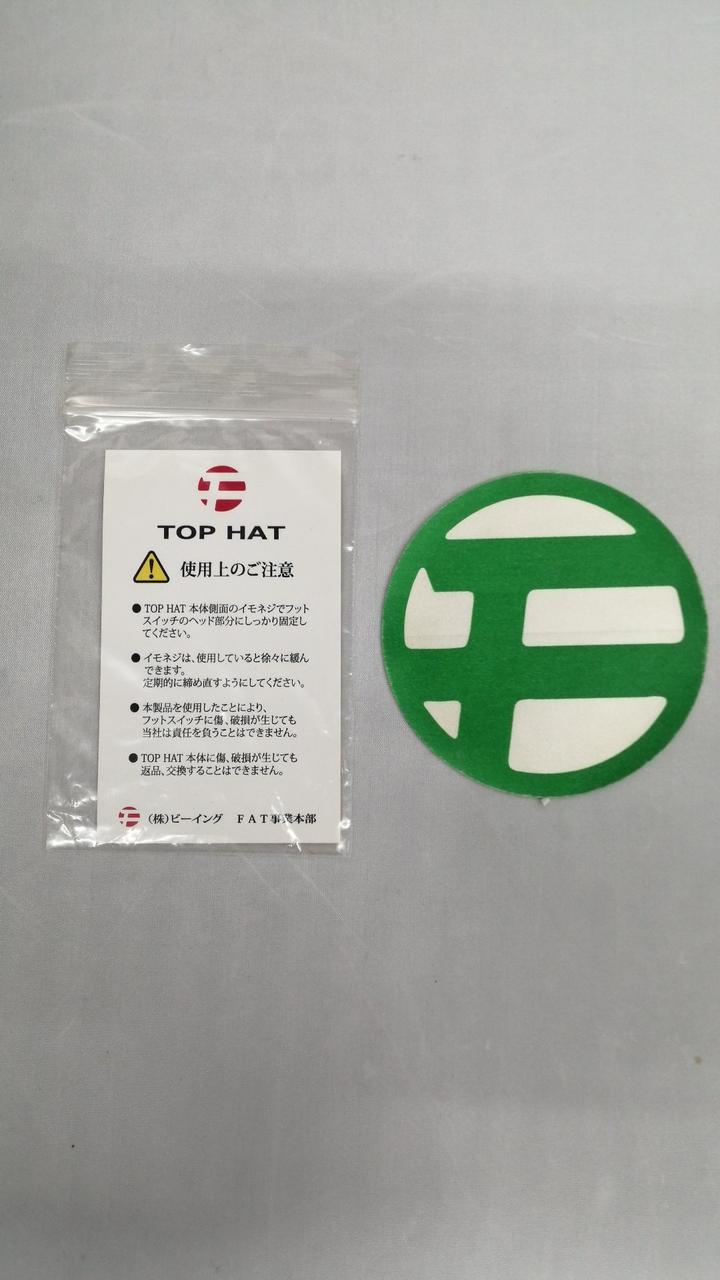 TOP HAT
使用上のご注意
●TOP HAT 本体側面のイモネジでフット
スイッチのヘッド部分にしっかり固定し
てください。
●イモネジは、使用していると徐々に緩ん
できます。
定期的に締め直すようにしてください。
●本製品を使用したことにより、
フットスイッチに傷、破損が生じても
当社は責任を負うことはできません。
●TOP HAT 本体に傷、破損が生じても
返品、交換することはできません。
（株）ビーイング ＦＡＴ事業本部